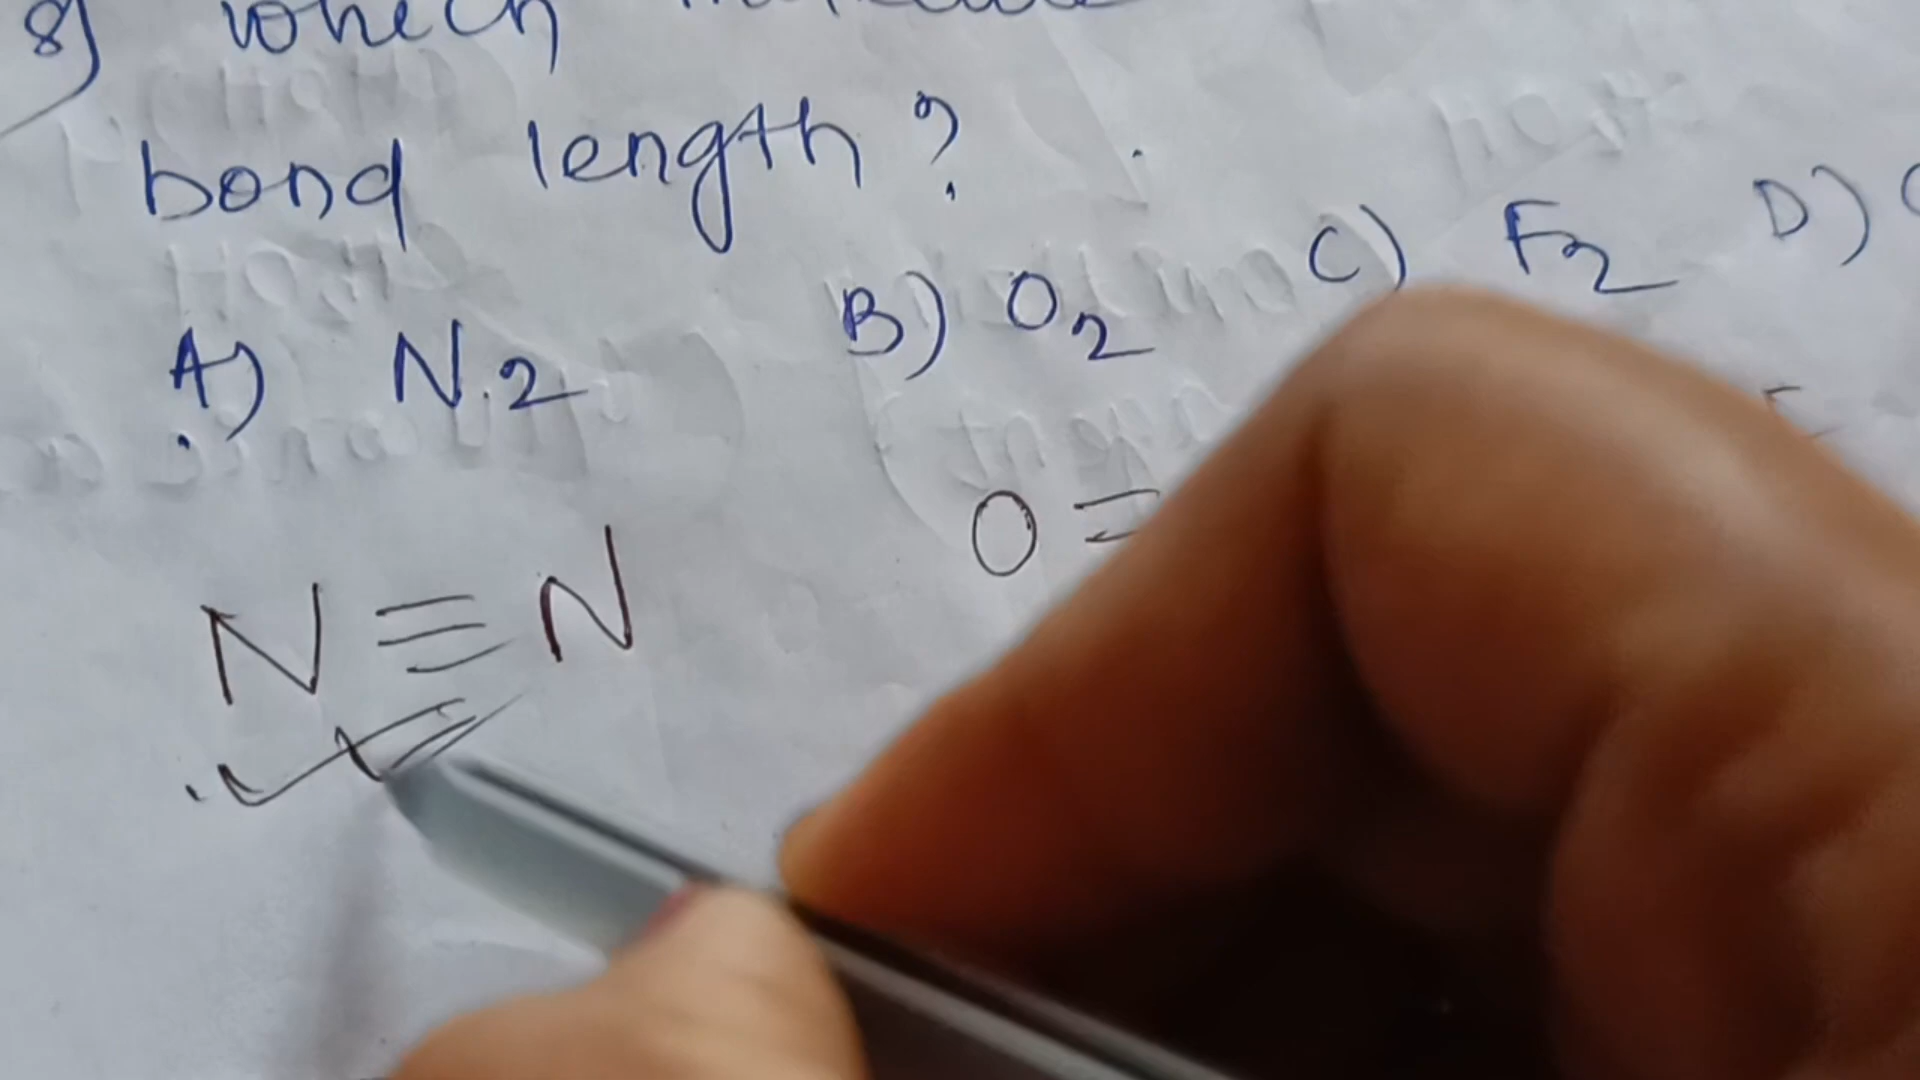 8) which
bond length?
A) N2 B) O2 C) F2 D)
N≡N O=